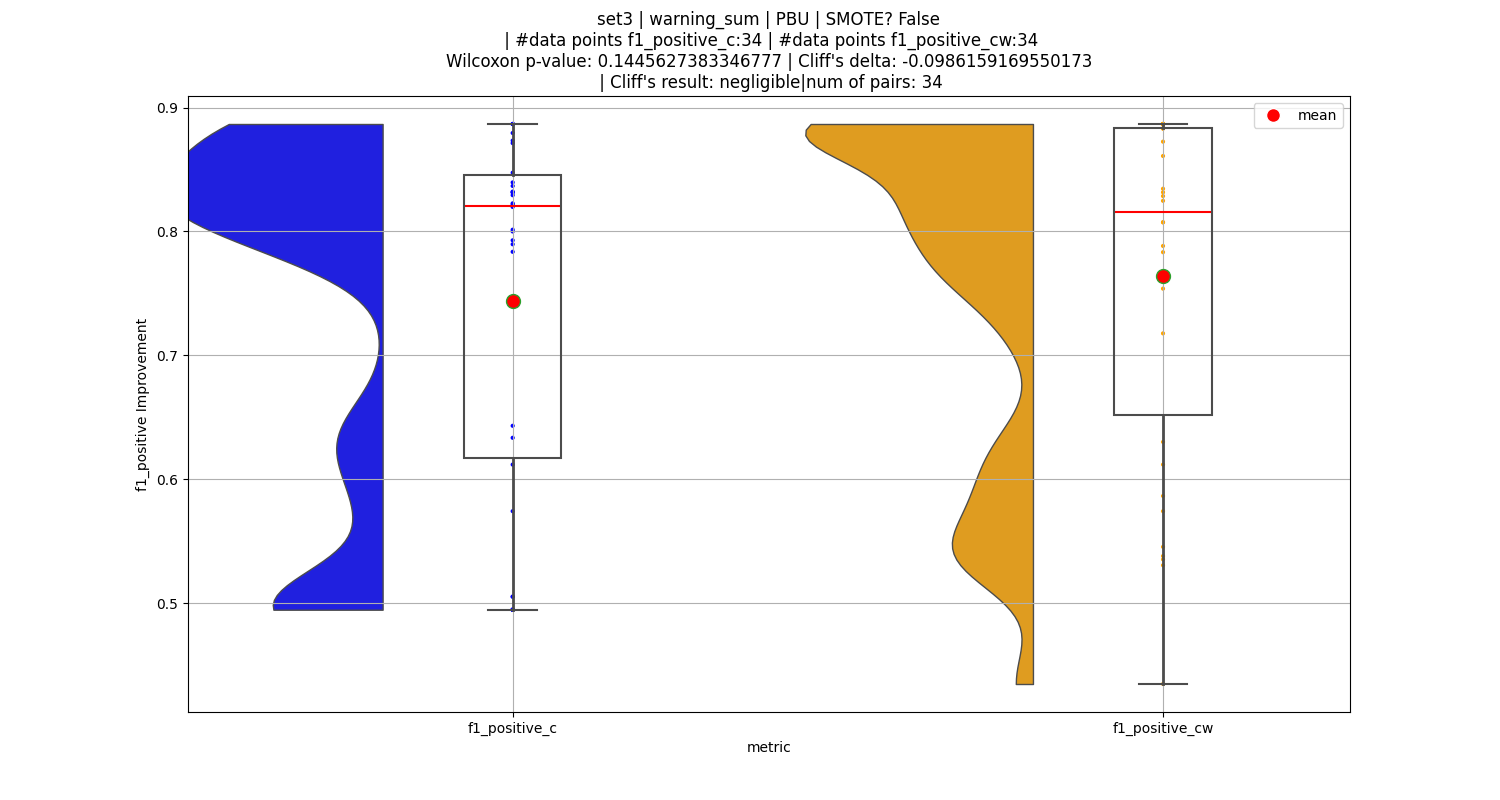 set3 | warning_sum | PBU | SMOTE? False
| #data points f1_positive_c:34 | #data points f1_positive_cw:34
Wilcoxon p-value: 0.1445627383346777 | Cliff's delta: -0.0986159169550173
| Cliff's result: negligible|num of pairs: 34
mean
0.9
0.8
0.7
0.6
0.5
f1_positive Improvement
f1_positive_c
f1_positive_cw
metric